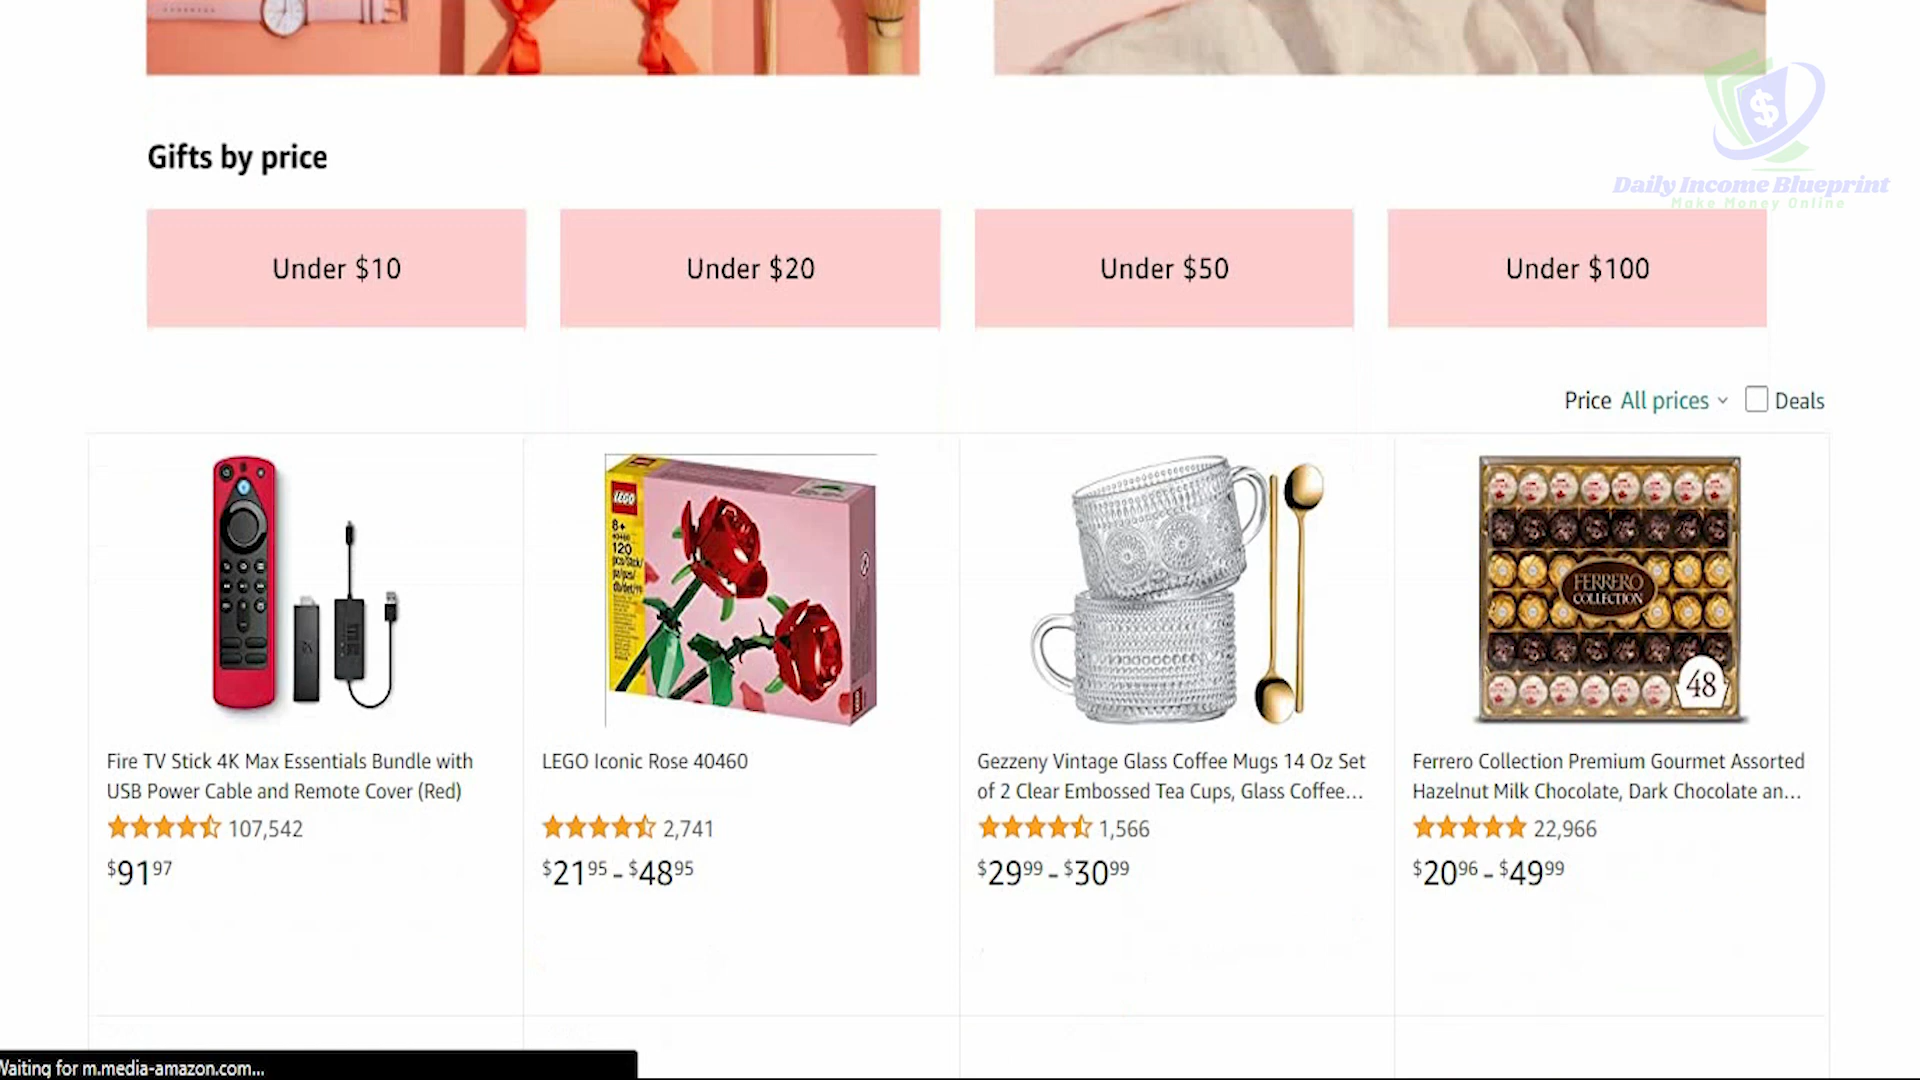 Daily Income Blueprint
Make Money Online
Gifts by price
Under $10
Under $20
Under $50
Under $100
Price All prices
Deals
LEGO
8+
40460
120
FERRERO
COLLECTION
48
Fire TV Stick 4K Max Essentials Bundle with
USB Power Cable and Remote Cover (Red)
107,542
$91 97
LEGO Iconic Rose 40460
2,741
$21 95 - $48 95
Gezzeny Vintage Glass Coffee Mugs 14 Oz Set
of 2 Clear Embossed Tea Cups, Glass Coffee...
1,566
$29 99 - $30 99
Ferrero Collection Premium Gourmet Assorted
Hazelnut Milk Chocolate, Dark Chocolate an...
22,966
$20 96 - $49 99
Waiting for m.media-amazon.com...